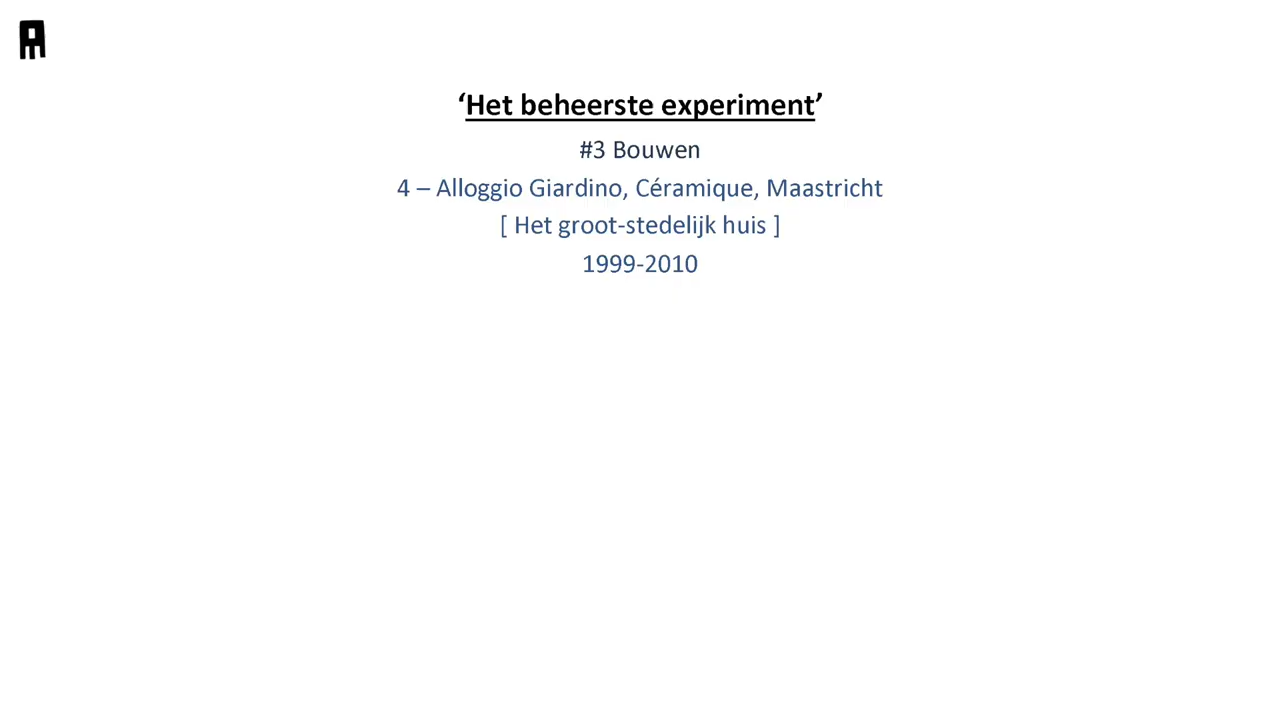 ‘Het beheerste experiment’
#3 Bouwen
4 – Alloggio Giardino, Céramique, Maastricht
[ Het groot-stedelijk huis ]
1999-2010